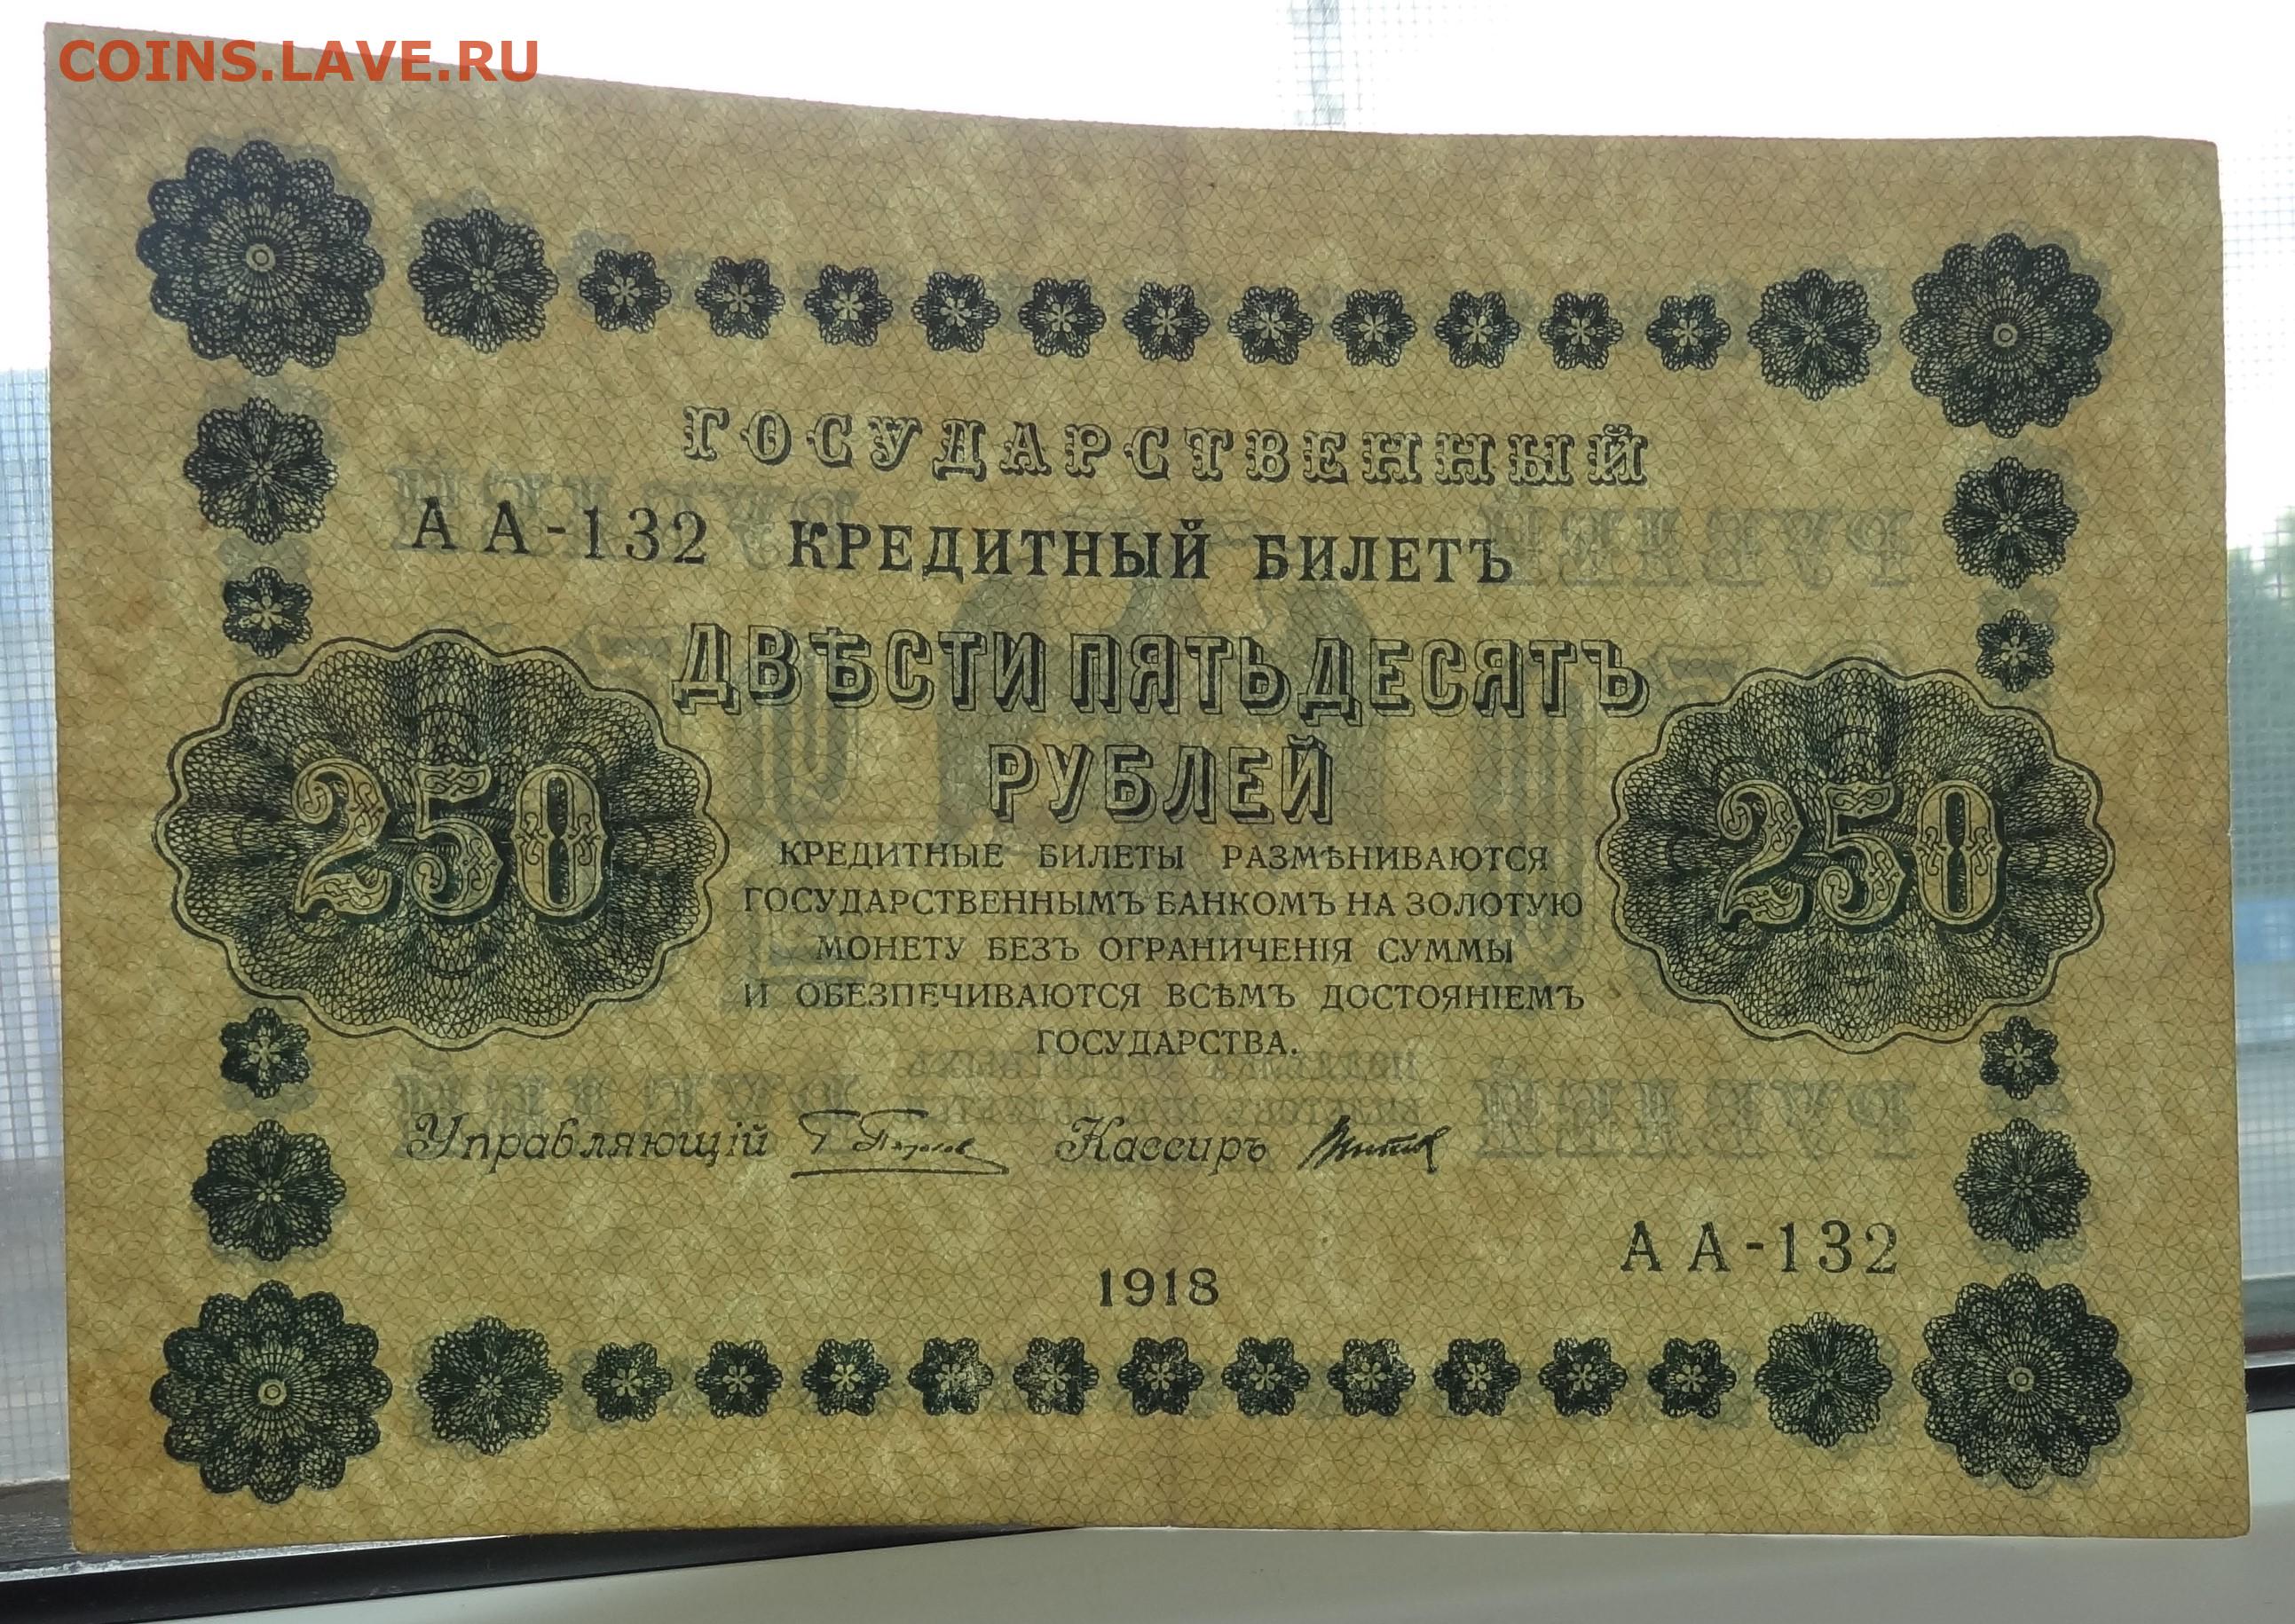 COINS.LAVE.RU
ГОСУДАРСТВЕННЫЙ
АА-132 КРЕДИТНЫЙ БИЛЕТЪ
ДВѢСТИ ПЯТЬДЕСЯТЪ
РУБЛЕЙ
250 250
КРЕДИТНЫЕ БИЛЕТЫ РАЗМѢНИВАЮТСЯ
ГОСУДАРСТВЕННЫМЪ БАНКОМЪ НА ЗОЛОТУЮ
МОНЕТУ БЕЗЪ ОГРАНИЧЕНІЯ СУММЫ
И ОБЕЗПЕЧИВАЮТСЯ ВСѢМЪ ДОСТОЯНІЕМЪ
ГОСУДАРСТВА.
Управляющій Кассиръ
АА-132
1918